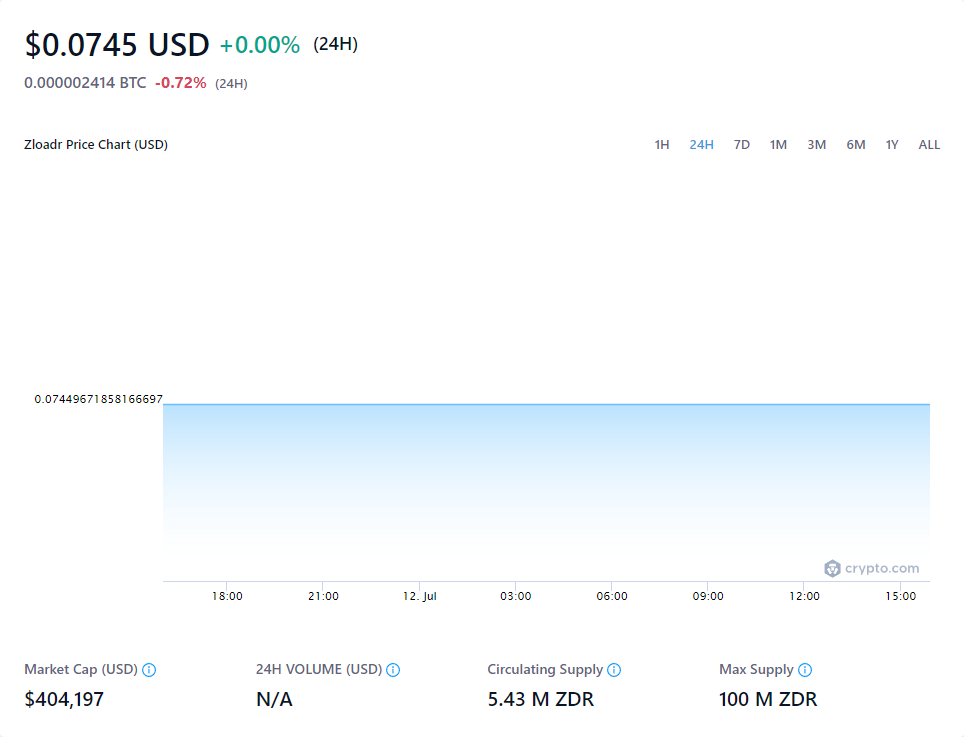 $0.0745 USD +0.00% (24H)
0.000002414 BTC -0.72% (24H)
Zloadr Price Chart (USD)
1H 24H 7D 1M 3M 6M 1Y ALL
0.07449671858166697
crypto.com
18:00 21:00 12. Jul 03:00 06:00 09:00 12:00 15:00
Market Cap (USD) 24H VOLUME (USD) Circulating Supply Max Supply
$404,197 N/A 5.43 M ZDR 100 M ZDR